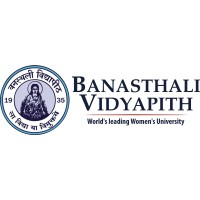 वनस्थली विद्यापीठ
19 35
सा विद्या या विमुक्तये
BANASTHALI
VIDYAPITH
World's leading Women's University